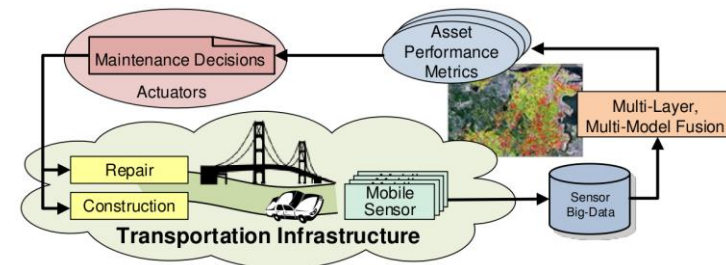 Maintenance Decisions
Actuators
Asset
Performance
Metrics
Multi-Layer,
Multi-Model Fusion
Repair
Construction
Mobile
Sensor
Sensor
Big-Data
Transportation Infrastructure